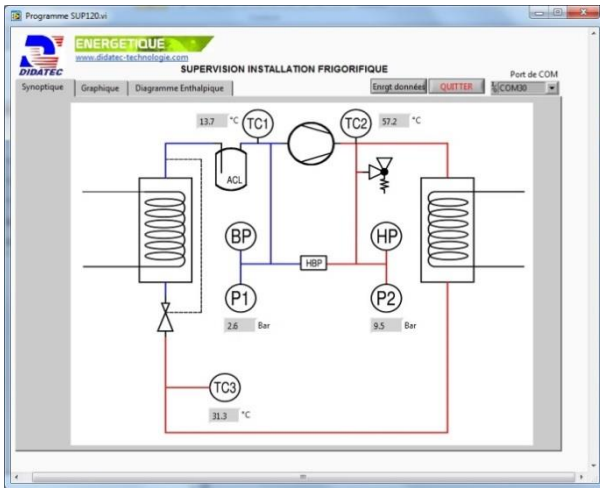 Programme SUP120.vi
ENERGETIQUE
www.didatec-technologie.com
DIDATEC
SUPERVISION INSTALLATION FRIGORIFIQUE
Port de COM
Synoptique
Graphique
Diagramme Enthalpique
Enrgt données
QUITTER
COM30
13.7 °C
TC1
TC2
57.2 °C
ACL
BP
HP
HBP
P1
P2
2.6 Bar
9.5 Bar
TC3
31.3 °C